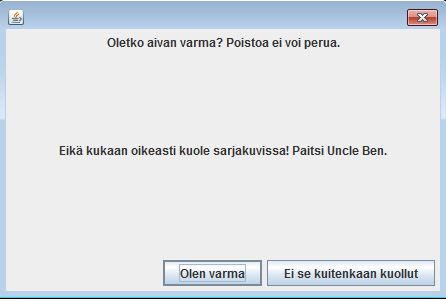 Oletko aivan varma? Poistoa ei voi perua.
Eikä kukaan oikeasti kuole sarjakuvissa! Paitsi Uncle Ben.
Olen varma
Ei se kuitenkaan kuollut